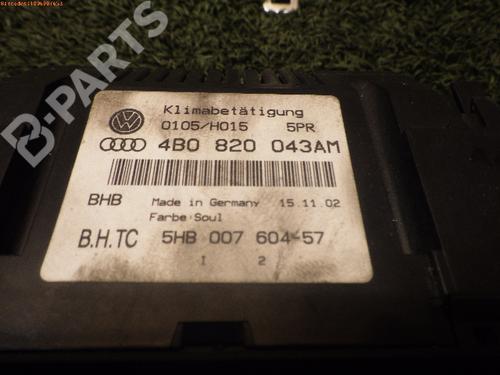 B-PARTS
Klimabetätigung
0105/H015 5PR
4B0 820 043AM
BHB Made in Germany 15.11.02
Farbe:Soul
B.H.TC 5HB 007 604-57
1 2
B-PARTS